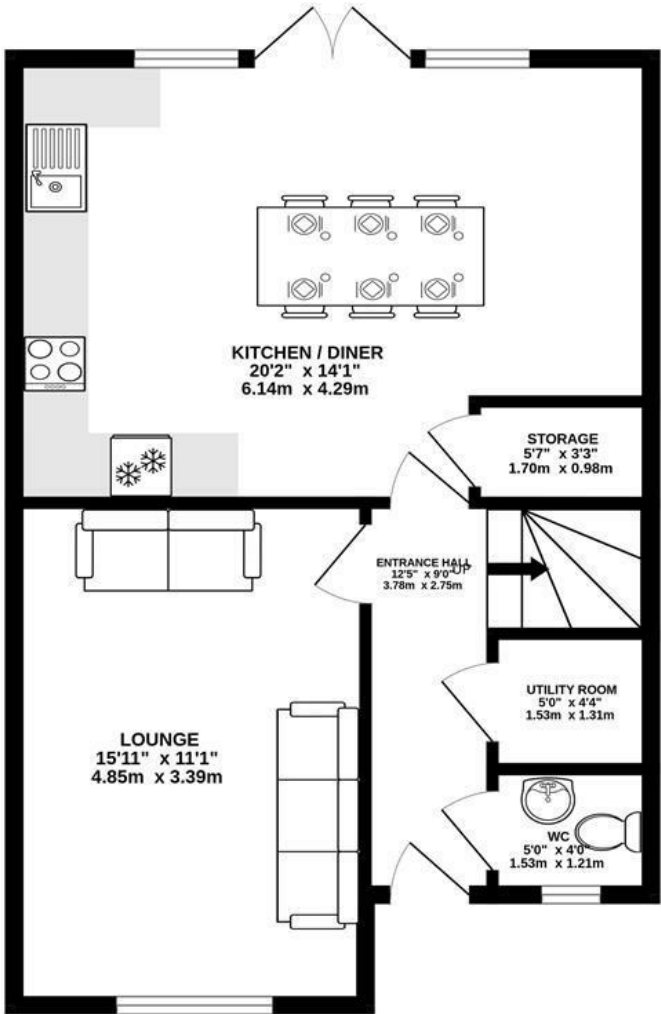 KITCHEN / DINER
20'2" x 14'1"
6.14m x 4.29m
STORAGE
5'7" x 3'3"
1.70m x 0.98m
ENTRANCE HALL
12'5" x 9'0"
3.78m x 2.75m
UP
UTILITY ROOM
5'0" x 4'4"
1.53m x 1.31m
LOUNGE
15'11" x 11'1"
4.85m x 3.39m
WC
5'0" x 4'0"
1.53m x 1.21m